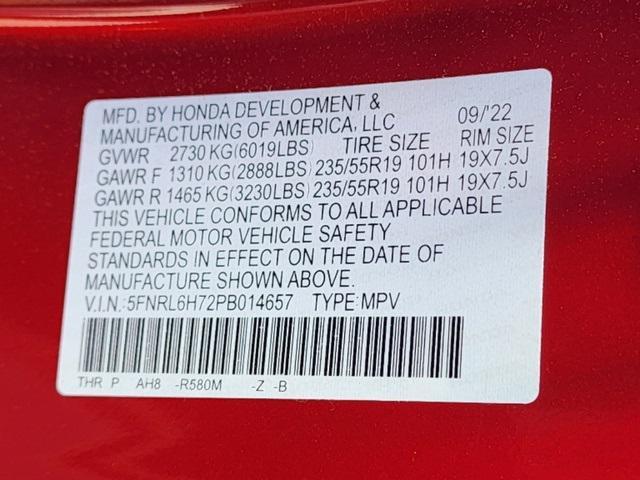 MFD. BY HONDA DEVELOPMENT &
MANUFACTURING OF AMERICA, LLC 09/'22
GVWR 2730 KG(6019LBS) TIRE SIZE RIM SIZE
GAWR F 1310 KG(2888LBS) 235/55R19 101H 19X7.5J
GAWR R 1465 KG(3230LBS) 235/55R19 101H 19X7.5J
THIS VEHICLE CONFORMS TO ALL APPLICABLE
FEDERAL MOTOR VEHICLE SAFETY
STANDARDS IN EFFECT ON THE DATE OF
MANUFACTURE SHOWN ABOVE.
V.I.N.:5FNRL6H72PB014657 TYPE:MPV
THR P AH8 -R580M -Z -B